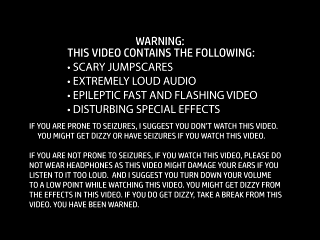 WARNING:
THIS VIDEO CONTAINS THE FOLLOWING:
• SCARY JUMPSCARES
• EXTREMELY LOUD AUDIO
• EPILEPTIC FAST AND FLASHING VIDEO
• DISTURBING SPECIAL EFFECTS
IF YOU ARE PRONE TO SEIZURES, I SUGGEST YOU DON'T WATCH THIS VIDEO.
YOU MIGHT GET DIZZY OR HAVE SEIZURES IF YOU WATCH THIS VIDEO.
IF YOU ARE NOT PRONE TO SEIZURES, IF YOU WATCH THIS VIDEO, PLEASE DO
NOT WEAR HEADPHONES AS THIS VIDEO MIGHT DAMAGE YOUR EARS IF YOU
LISTEN TO IT TOO LOUD. AND I SUGGEST YOU TURN DOWN YOUR VOLUME
TO A LOW POINT WHILE WATCHING THIS VIDEO. YOU MIGHT GET DIZZY FROM
THE EFFECTS IN THIS VIDEO. IF YOU DO GET DIZZY, TAKE A BREAK FROM THIS
VIDEO. YOU HAVE BEEN WARNED.